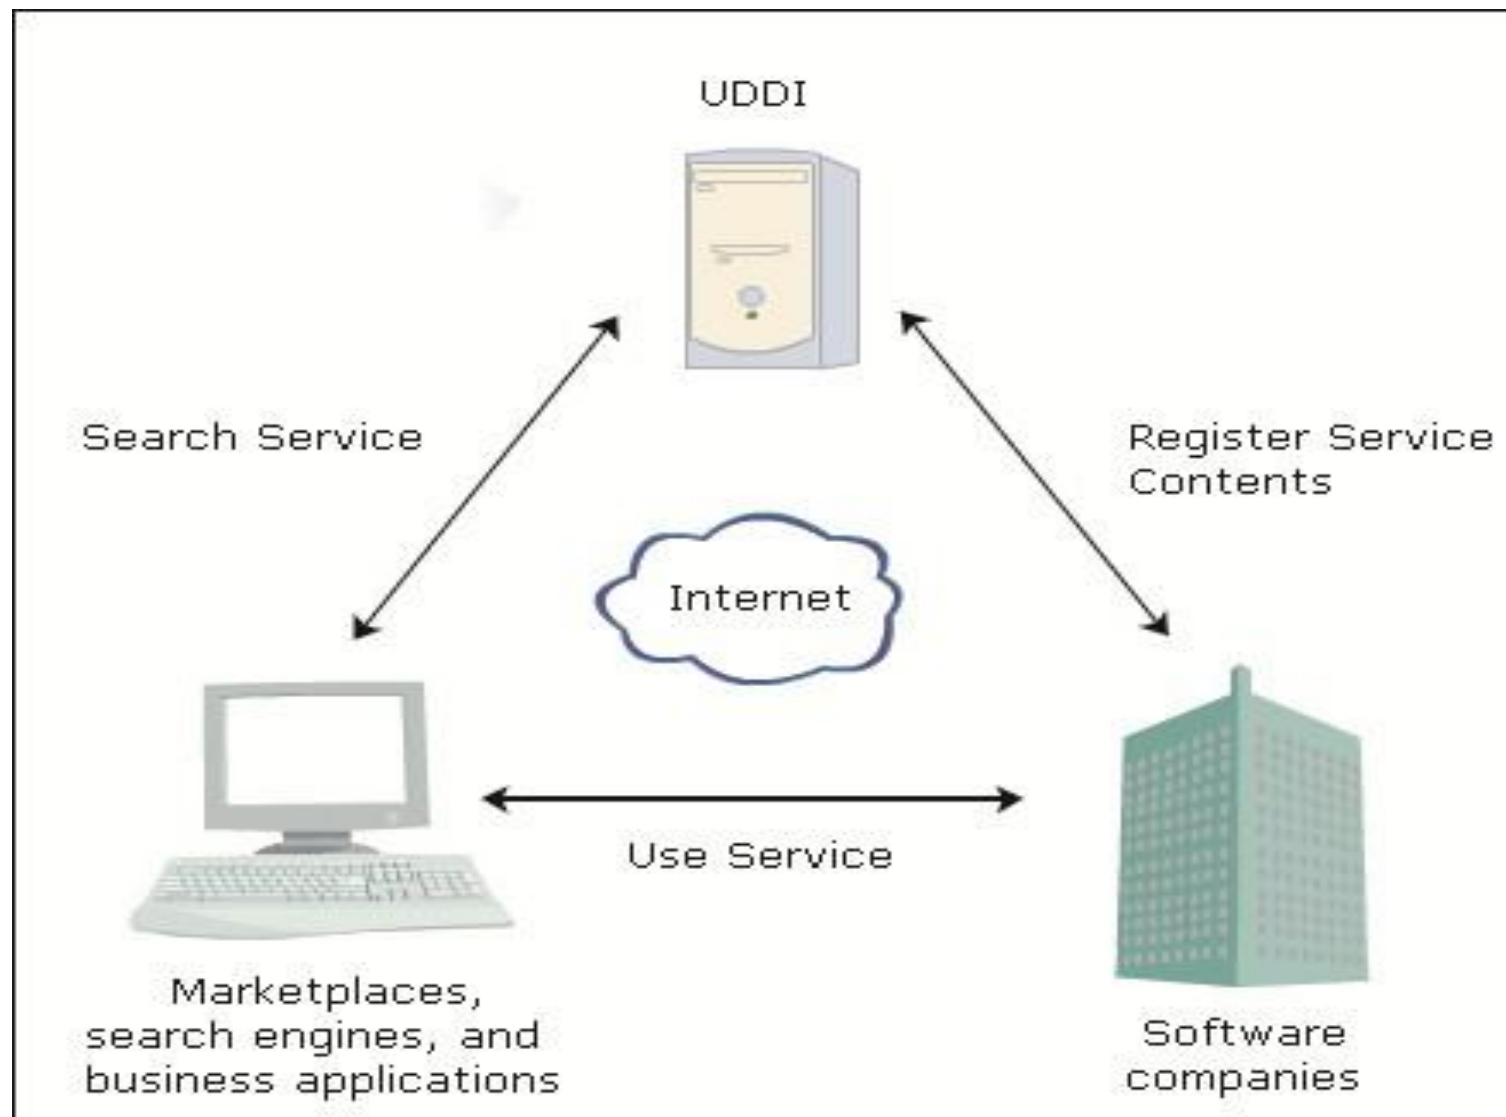 UDDI
Search Service
Register Service
Contents
Internet
Use Service
Marketplaces,
search engines, and
business applications
Software
companies